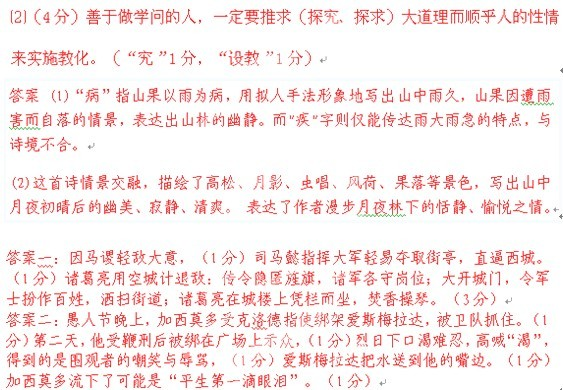 (2)(4分)善于做学问的人，一定要推求（探究、探求）大道理而顺乎人的性情
来实施教化。（“究”1分，“设教”1分）
答案 (1)“病”指山果以雨为病，用拟人手法形象地写出山中雨久，山果因遭雨
害而自落的情景，表达出山林的幽静。而“疾”字则仅能传达雨大雨急的特点，与
诗境不合。
(2)这首诗情景交融，描绘了高松、月影、虫唱、风荷、果落等景色，写出山中
月夜初晴后的幽美、寂静、清爽。 表达了作者漫步月夜林下的恬静、愉悦之情。
答案一：因马谡轻敌大意，（1分）司马懿指挥大军轻易夺取街亭，直逼西城。
（1分）诸葛亮用空城计退敌：传令隐匿旌旗，诸军各守岗位；大开城门，令军
士扮作百姓，洒扫街道；诸葛亮在城楼上凭栏而坐，焚香操琴。（3分）
答案二：愚人节晚上，加西莫多受克洛德指使绑架爱斯梅拉达，被卫队抓住。（1
分）第二天，他受鞭刑后被绑在广场上示众，（1分）烈日下口渴难忍，高喊“渴”，
得到的是围观者的嘲笑与辱骂，（1分）爱斯梅拉达把水送到他的嘴边。（1分）
加西莫多流下了可能是“平生第一滴眼泪”。（1分）